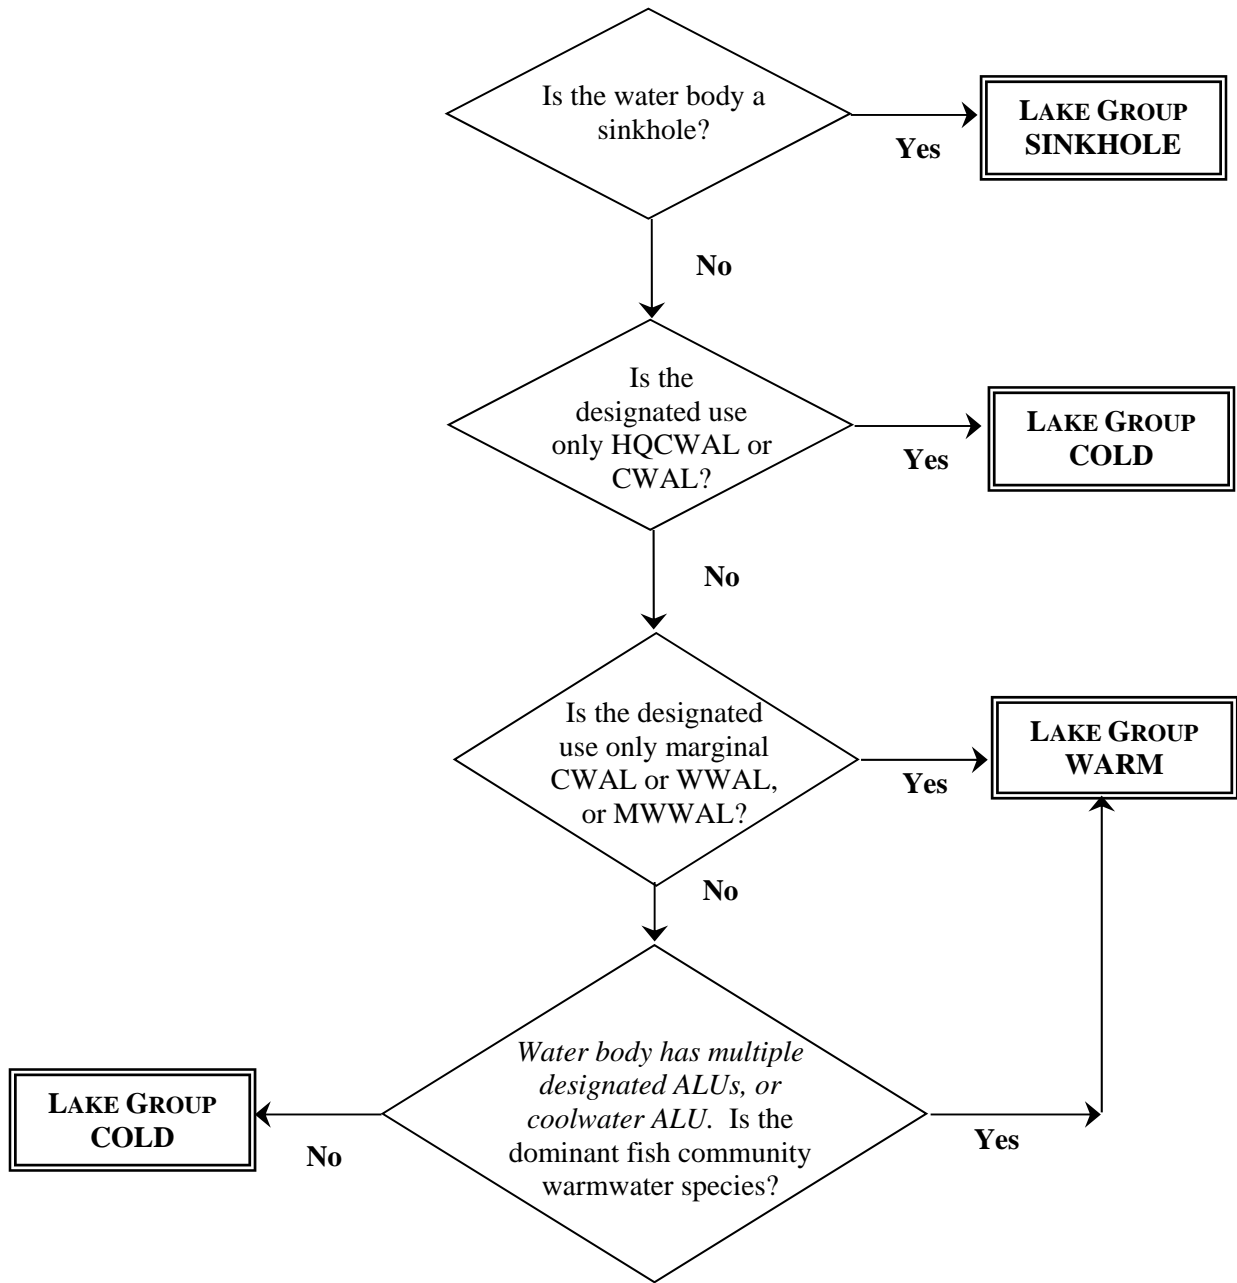 Is the water body a
sinkhole?
Yes
LAKE GROUP
SINKHOLE
No
Is the
designated use
only HQCWAL or
CWAL?
Yes
LAKE GROUP
COLD
No
Is the designated
use only marginal
CWAL or WWAL,
or MWWAL?
Yes
LAKE GROUP
WARM
No
Water body has multiple
designated ALUs, or
coolwater ALU. Is the
dominant fish community
warmwater species?
Yes
No
LAKE GROUP
COLD